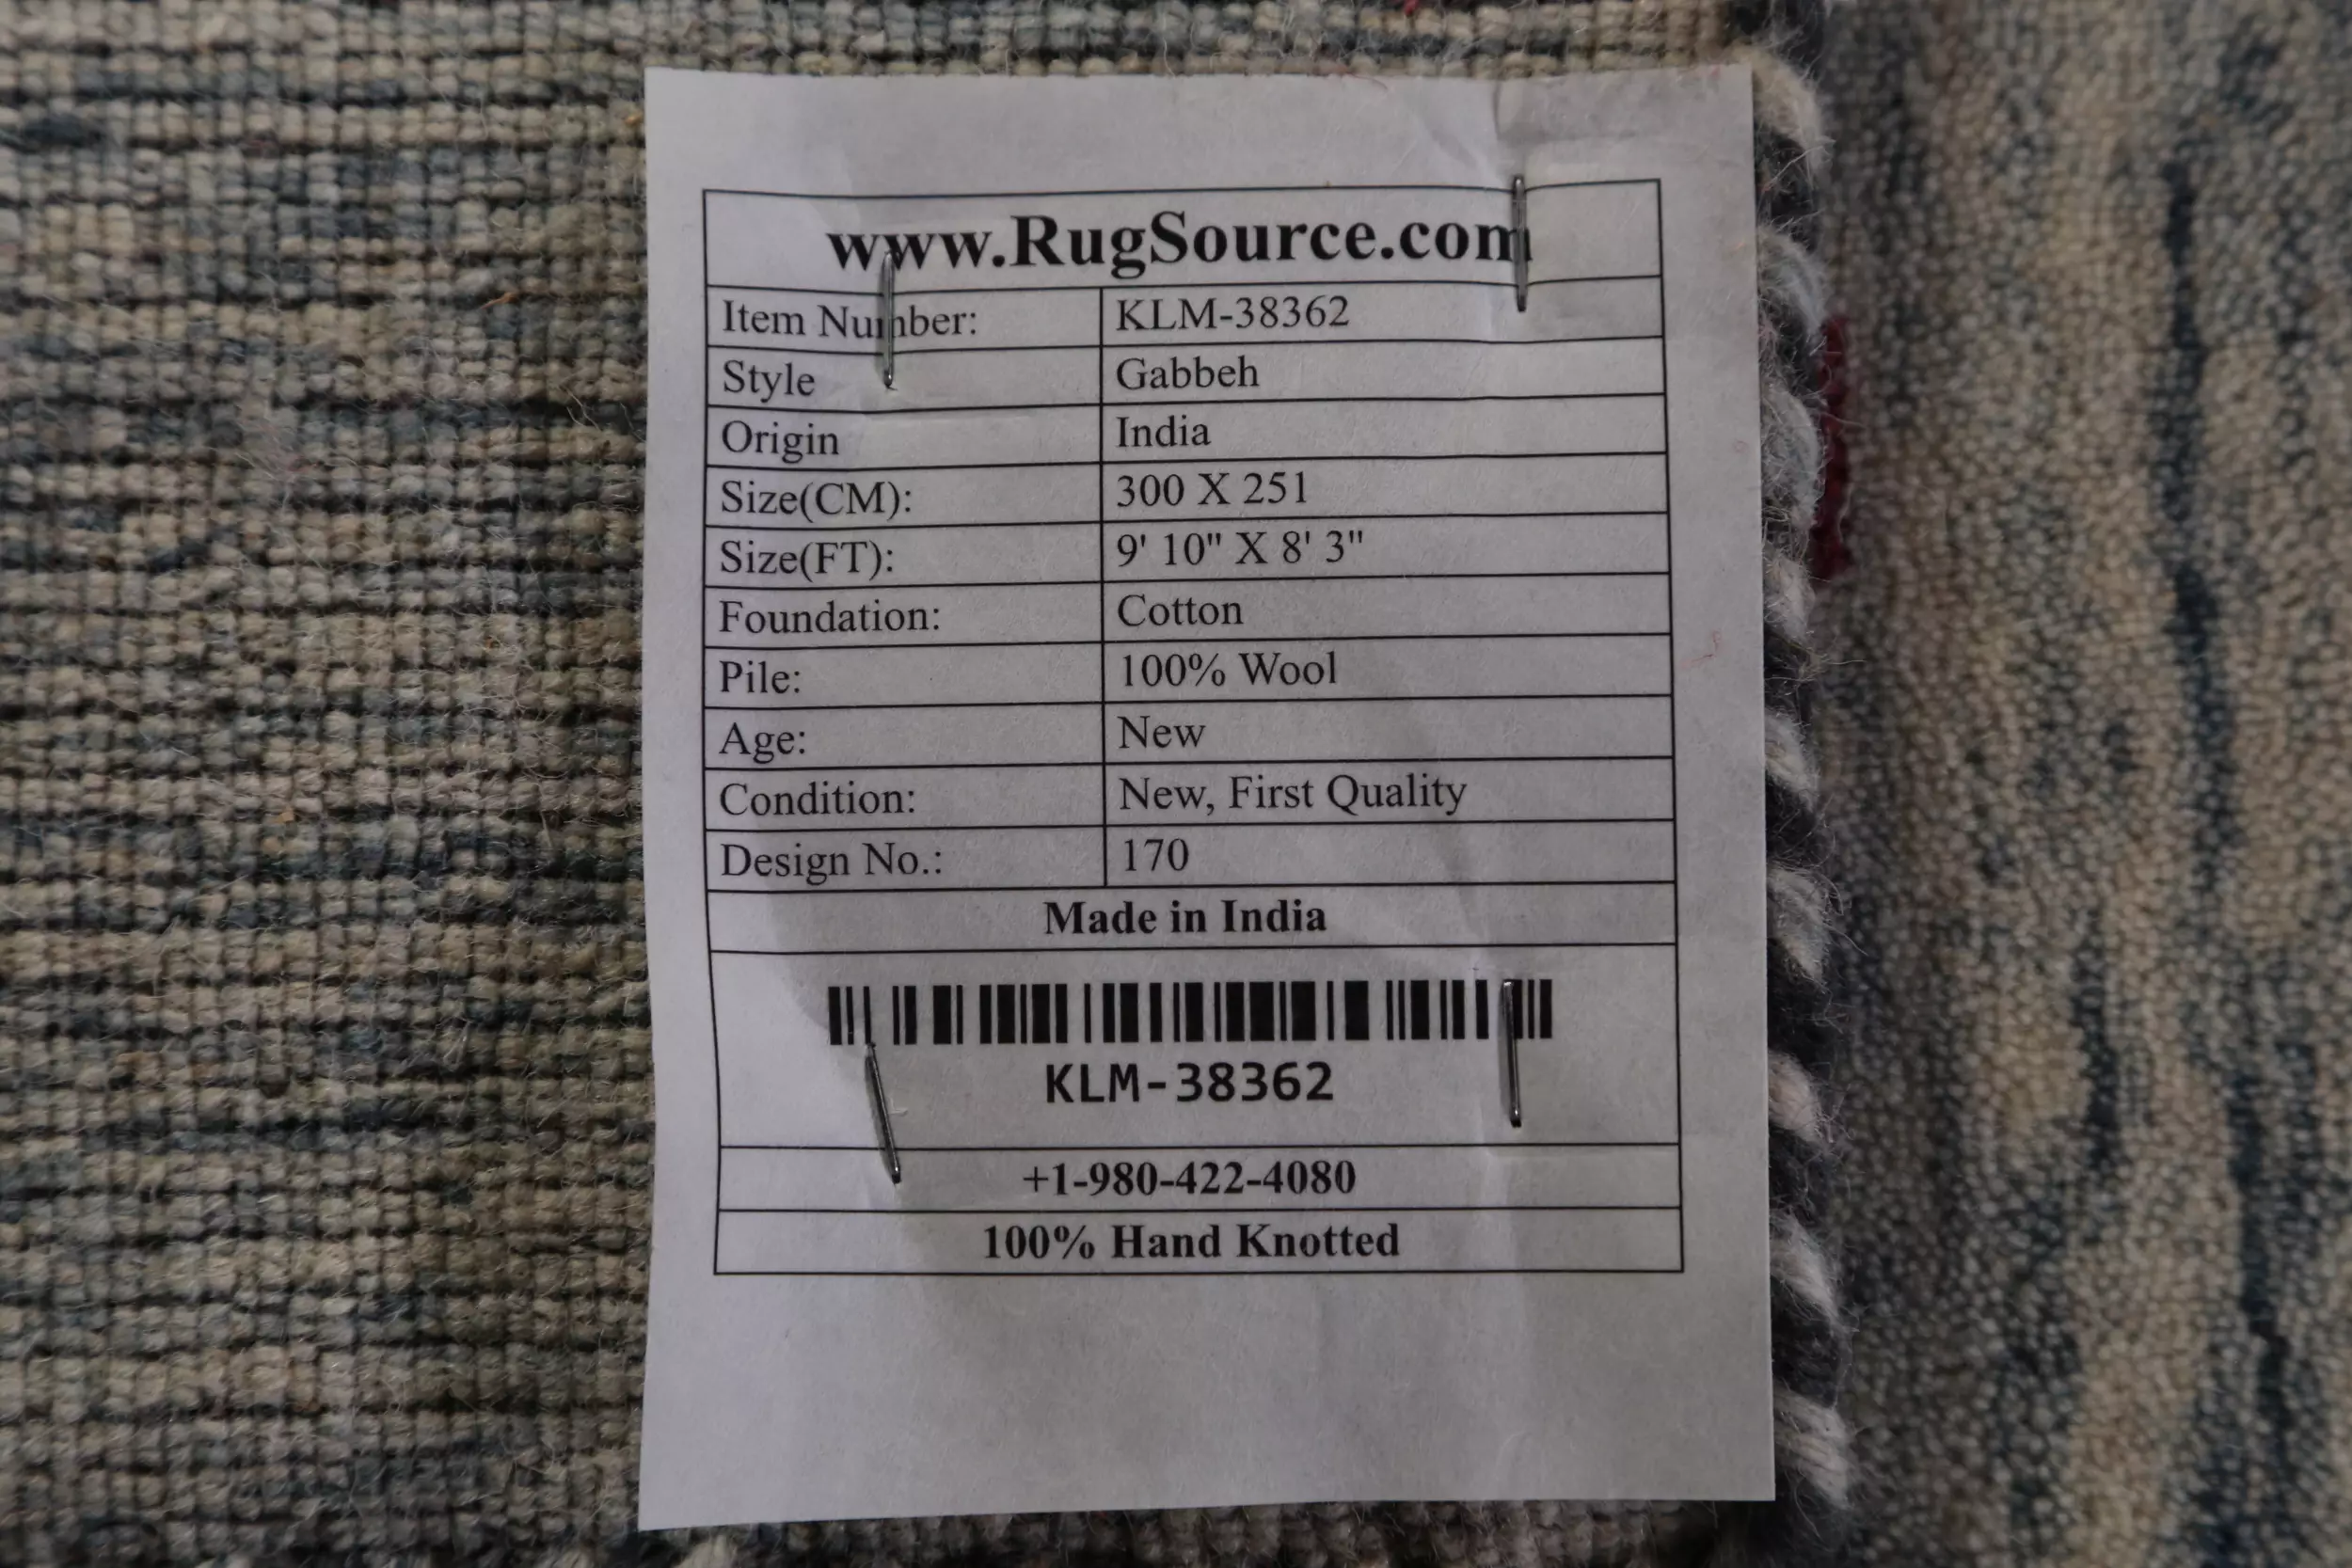 www.RugSource.com
Item Number: KLM-38362
Style Gabbeh
Origin India
Size(CM): 300 X 251
Size(FT): 9' 10" X 8' 3"
Foundation: Cotton
Pile: 100% Wool
Age: New
Condition: New, First Quality
Design No.: 170
Made in India
KLM-38362
+1-980-422-4080
100% Hand Knotted